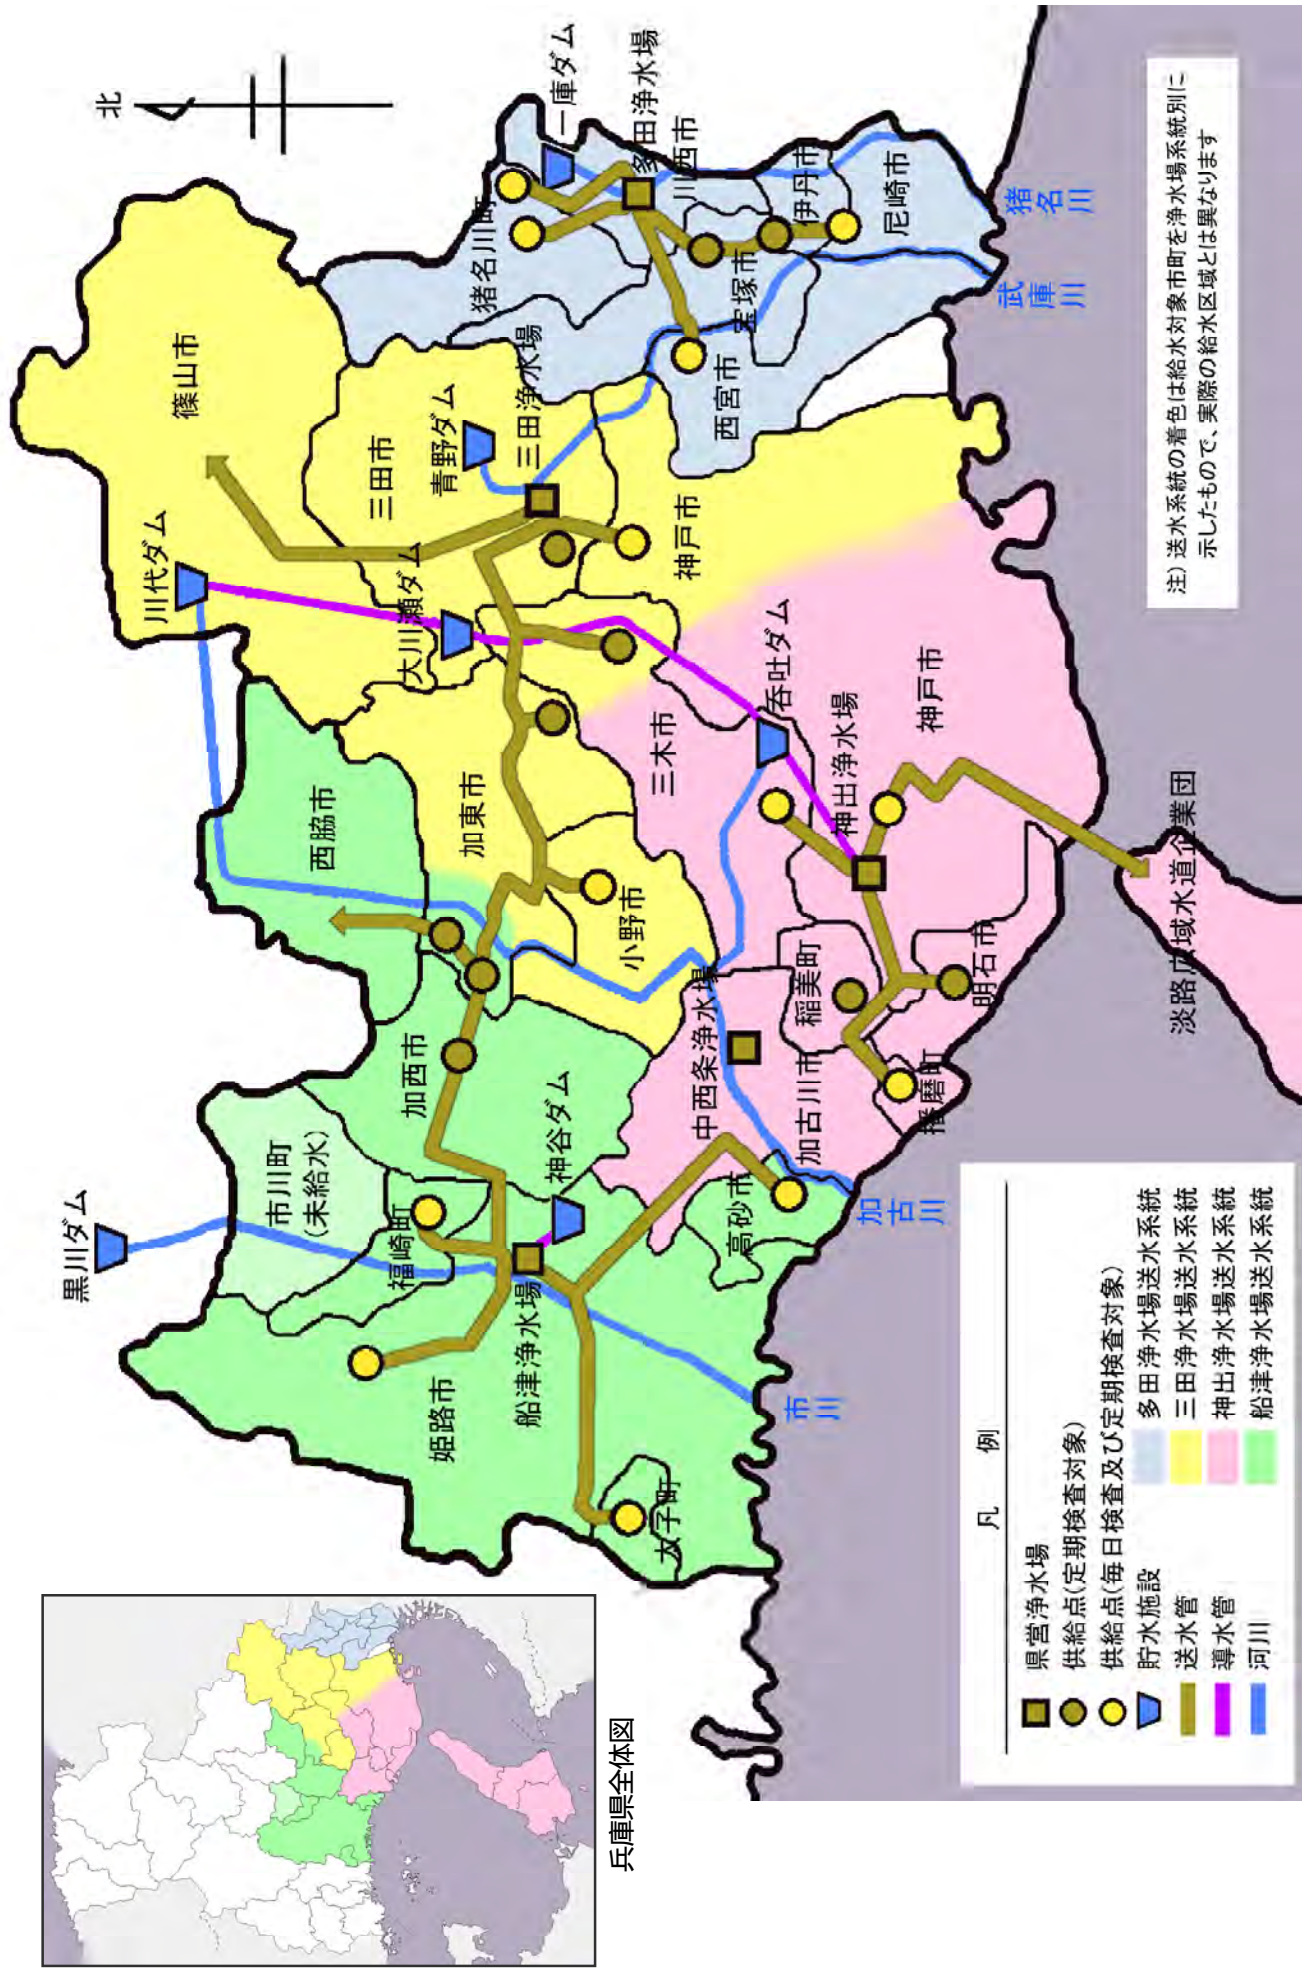 北
黒川ダム
市川町
(未給水)
福崎町
姫路市
船津浄水場
神谷ダム
太子町
高砂市
市川
加西市
西脇市
加東市
小野市
三木市
中西条浄水場
加古川市
加古川
稲美町
播磨町
明石市
神出浄水場
呑吐ダム
神戸市
淡路広域水道企業団
川代ダム
篠山市
三田市
青野ダム
三田浄水場
大川瀬ダム
神戸市
猪名川町
一庫ダム
多田浄水場
川西市
伊丹市
宝塚市
西宮市
尼崎市
猪名川
武庫川
注) 送水系統の着色は給水対象市町を浄水場系統別に
示したもので、実際の給水区域とは異なります
凡 例
県営浄水場
供給点(定期検査対象)
供給点(毎日検査及び定期検査対象)
貯水施設
送水管
導水管
河川
多田浄水場送水系統
三田浄水場送水系統
神出浄水場送水系統
船津浄水場送水系統
兵庫県全体図